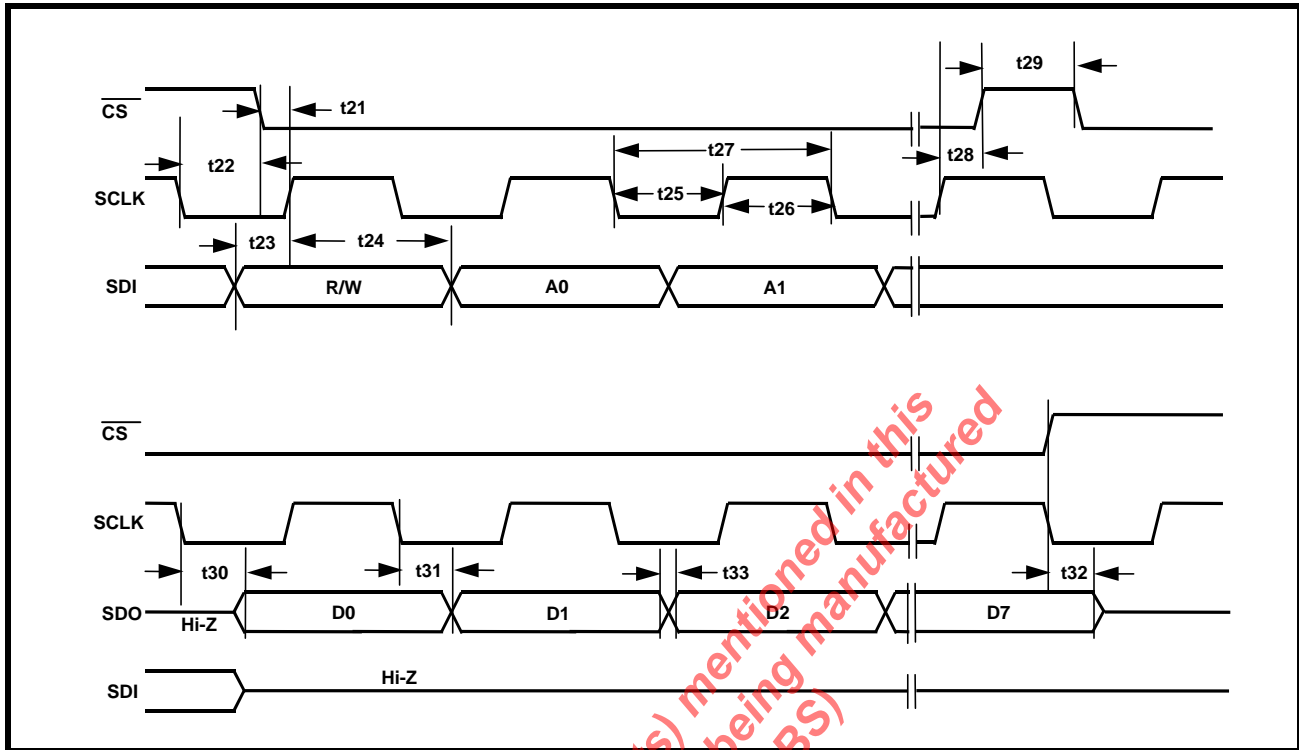 t29
CS
t21
t22
t27
t28
SCLK
t25
t26
t23
t24
SDI
R/W
A0
A1
CS
SCLK
t30
t31
t33
t32
SDO
Hi-Z
D0
D1
D2
D7
SDI
Hi-Z
mentioned in this
being manufactured